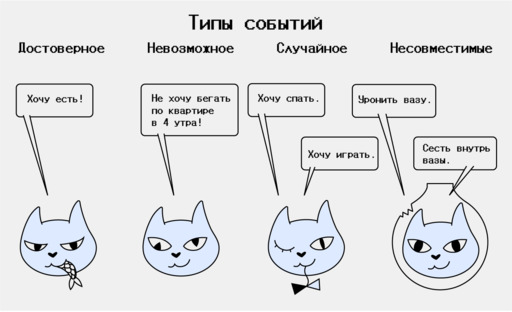 Типы событий
Достоверное
Невозможное
Случайное
Несовместимые
Хочу есть!
Не хочу бегать
по квартире
в 4 утра!
Хочу спать.
Хочу играть.
Уронить вазу.
Сесть внутрь
вазы.